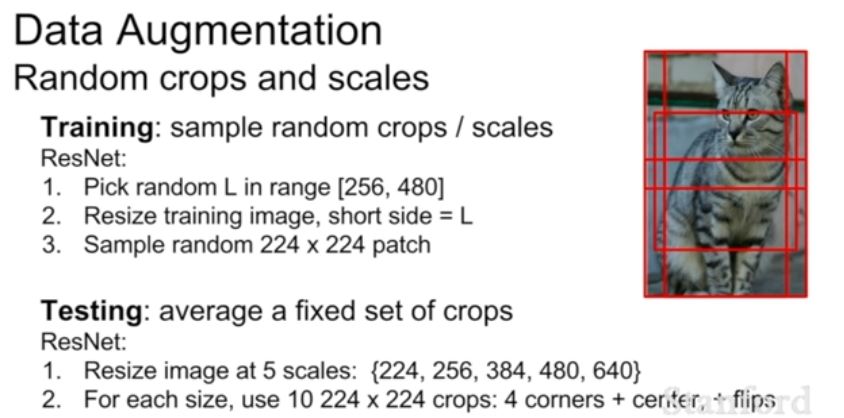 Data Augmentation
Random crops and scales
Training: sample random crops / scales
ResNet:
1. Pick random L in range [256, 480]
2. Resize training image, short side = L
3. Sample random 224 x 224 patch
Testing: average a fixed set of crops
ResNet:
1. Resize image at 5 scales: {224, 256, 384, 480, 640}
2. For each size, use 10 224 x 224 crops: 4 corners + center, + flips
Stanford